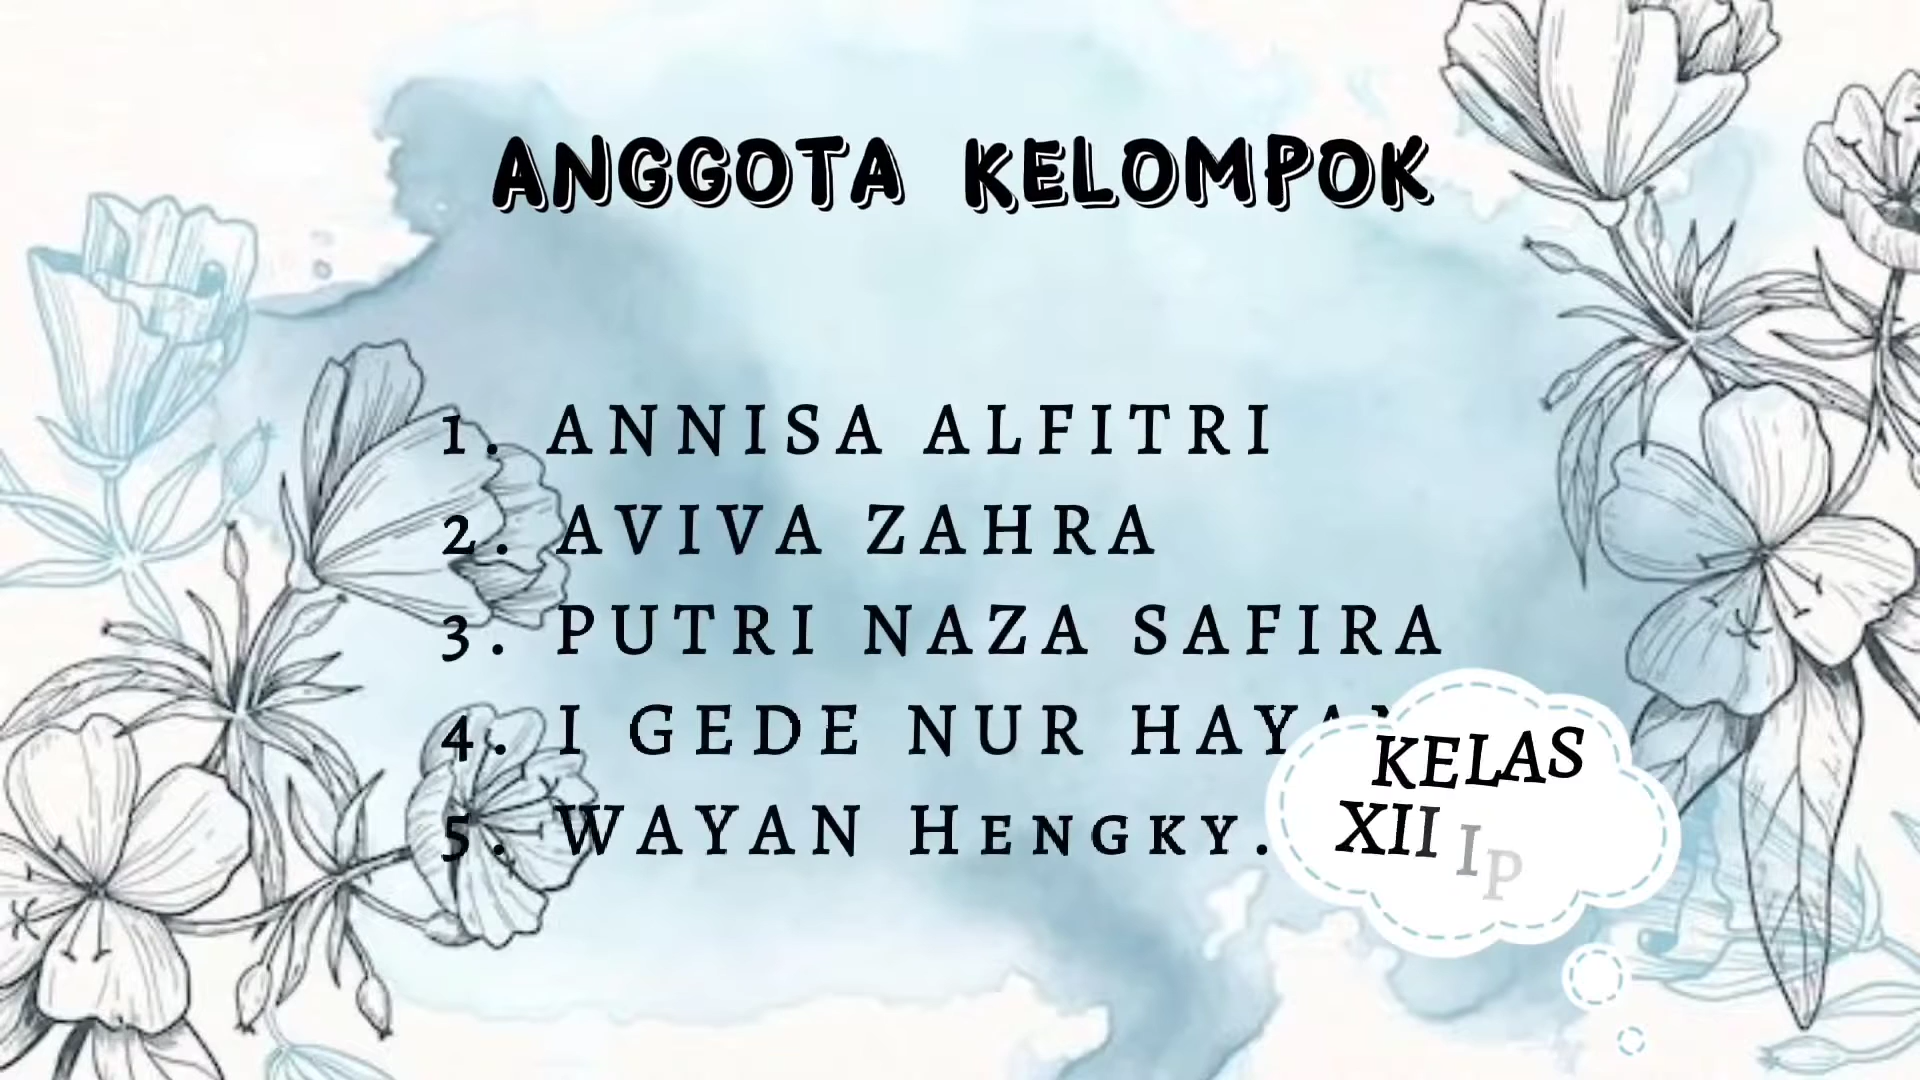 ANGGOTA KELOMPOK
1. ANNISA ALFITRI
2. AVIVA ZAHRA
3. PUTRI NAZA SAFIRA
4. I GEDE NUR
5. WAYAN HENGKY.
KELAS
XII IP